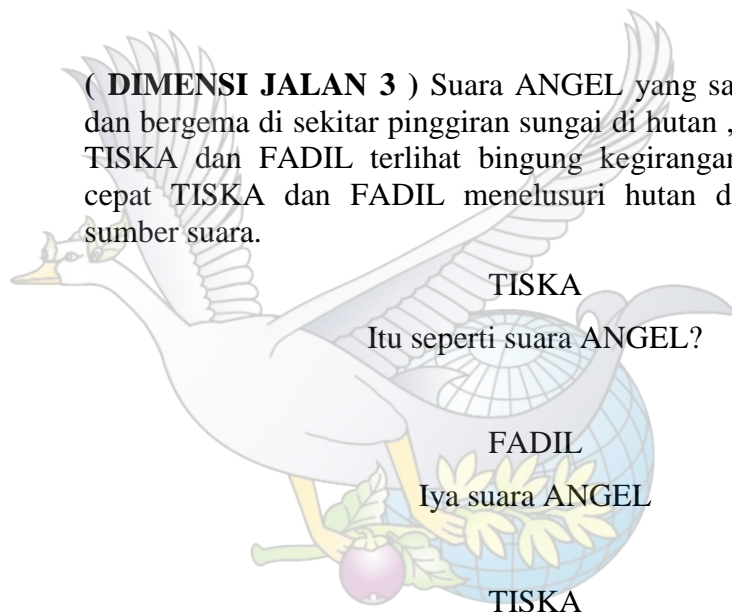 ( DIMENSI JALAN 3 ) Suara ANGEL yang sa
dan bergema di sekitar pinggiran sungai di hutan ,
TISKA dan FADIL terlihat bingung kegirangan
cepat TISKA dan FADIL menelusuri hutan d
sumber suara.
TISKA
Itu seperti suara ANGEL?
FADIL
Iya suara ANGEL
TISKA